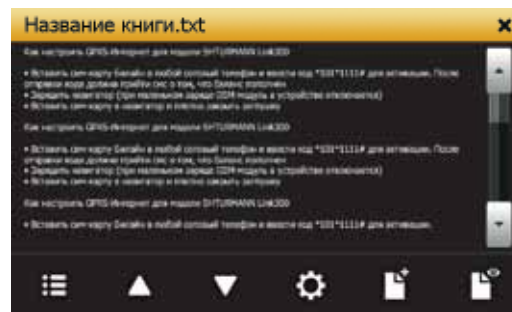 Название книги.txt
Как настроить GPRS-Интернет для модели SHTURMANN Link300
• Вставить сим-карту Билайн в любой сотовый телефон и ввести код *101*1111# для активации. После
отправки кода должна прийти смс о том, что баланс пополнен
• Зарядить навигатор (при маленьком заряде GSM модуль в устройстве отключается)
• Вставить сим-карту в навигатор и плотно закрыть заглушку
Как настроить GPRS-Интернет для модели SHTURMANN Link300
• Вставить сим-карту Билайн в любой сотовый телефон и ввести код *101*1111# для активации. После
отправки кода должна прийти смс о том, что баланс пополнен
• Зарядить навигатор (при маленьком заряде GSM модуль в устройстве отключается)
• Вставить сим-карту в навигатор и плотно закрыть заглушку
Как настроить GPRS-Интернет для модели SHTURMANN Link300
• Вставить сим-карту Билайн в любой сотовый телефон и ввести код *101*1111# для активации.